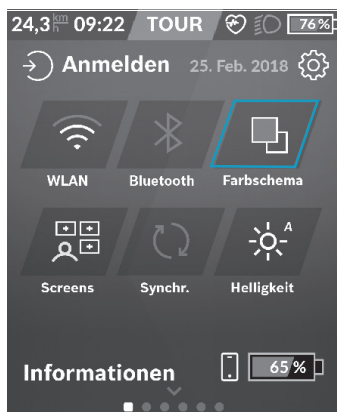 24,3 km/h 09:22 TOUR 76%
Anmelden 25. Feb. 2018
WLAN Bluetooth Farbschema
A
Screens Synchr. Helligkeit
Informationen 65%